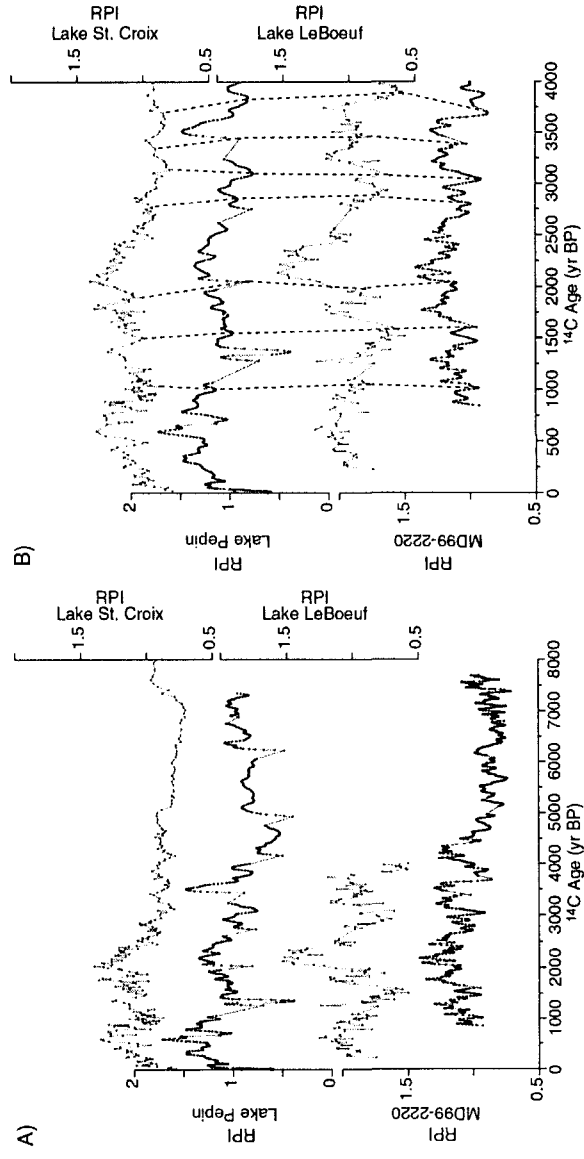 A)
RPI
Lake St. Croix
1.5
0.5
RPI
Lake LeBoeuf
1.5
0.5
2
1
0
RPI
Lake Pepin
1.5
0.5
RPI
MD99-2220
0 1000 2000 3000 4000 5000 6000 7000 8000
14C Age (yr BP)
B)
RPI
Lake St. Croix
1.5
0.5
RPI
Lake LeBoeuf
1.5
0.5
2
1
0
RPI
Lake Pepin
1.5
0.5
RPI
MD99-2220
0 500 1000 1500 2000 2500 3000 3500 4000
14C Age (yr BP)